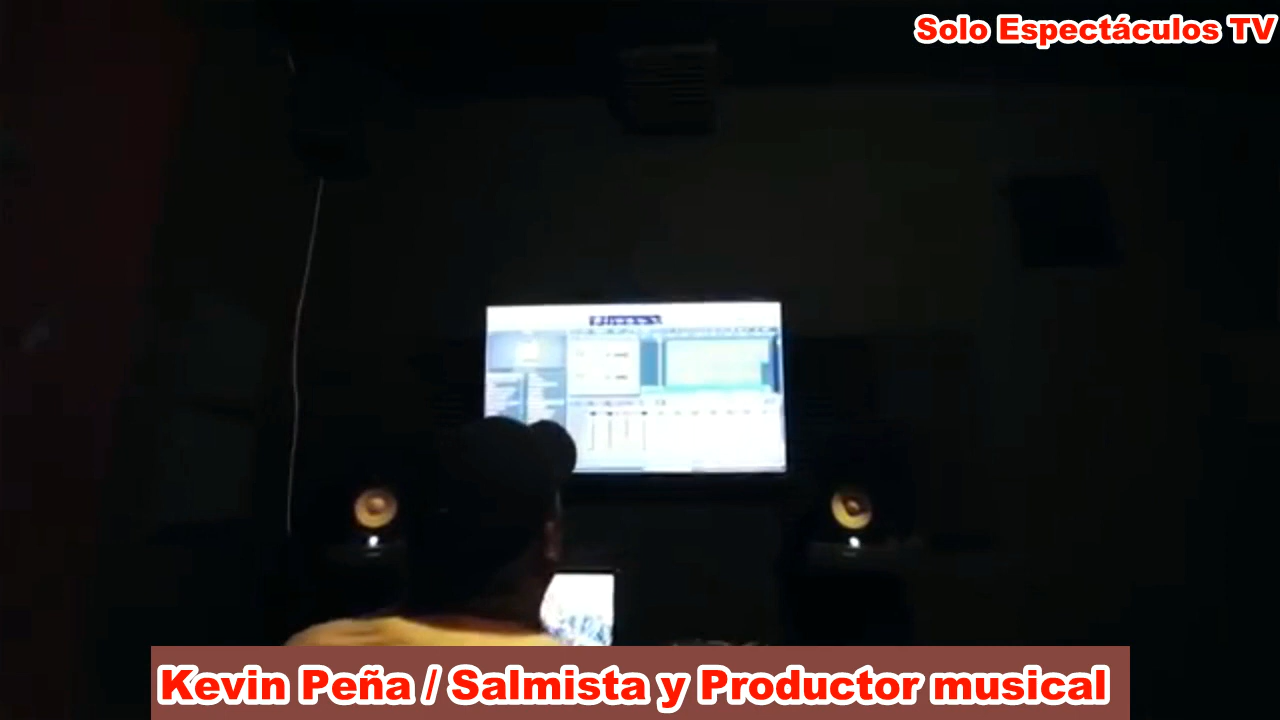 Solo Espectáculos TV
Kevin Peña / Salmista y Productor musical